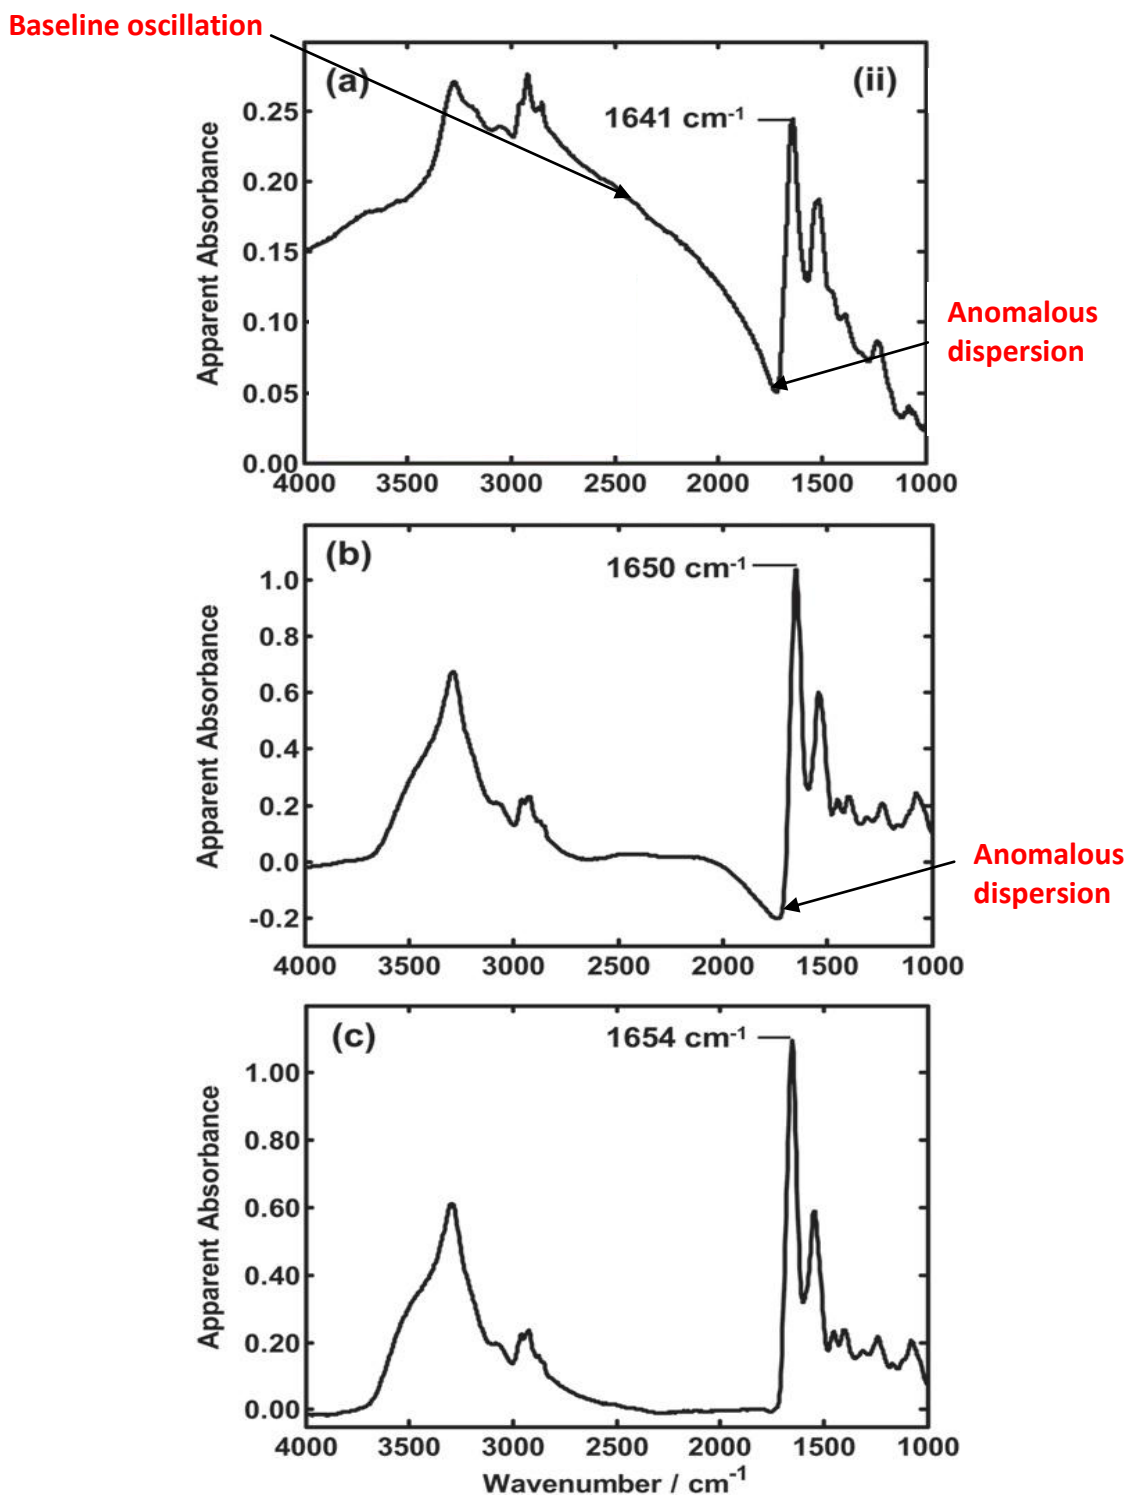 Baseline oscillation
(a)
(ii)
1641 cm-1
0.25
0.20
0.15
0.10
0.05
0.00
Apparent Absorbance
Anomalous
dispersion
4000 3500 3000 2500 2000 1500 1000
(b)
1650 cm-1
1.0
0.8
0.6
0.4
0.2
0.0
-0.2
Apparent Absorbance
Anomalous
dispersion
4000 3500 3000 2500 2000 1500 1000
(c)
1654 cm-1
1.00
0.80
0.60
0.40
0.20
0.00
Apparent Absorbance
4000 3500 3000 2500 2000 1500 1000
Wavenumber / cm-1